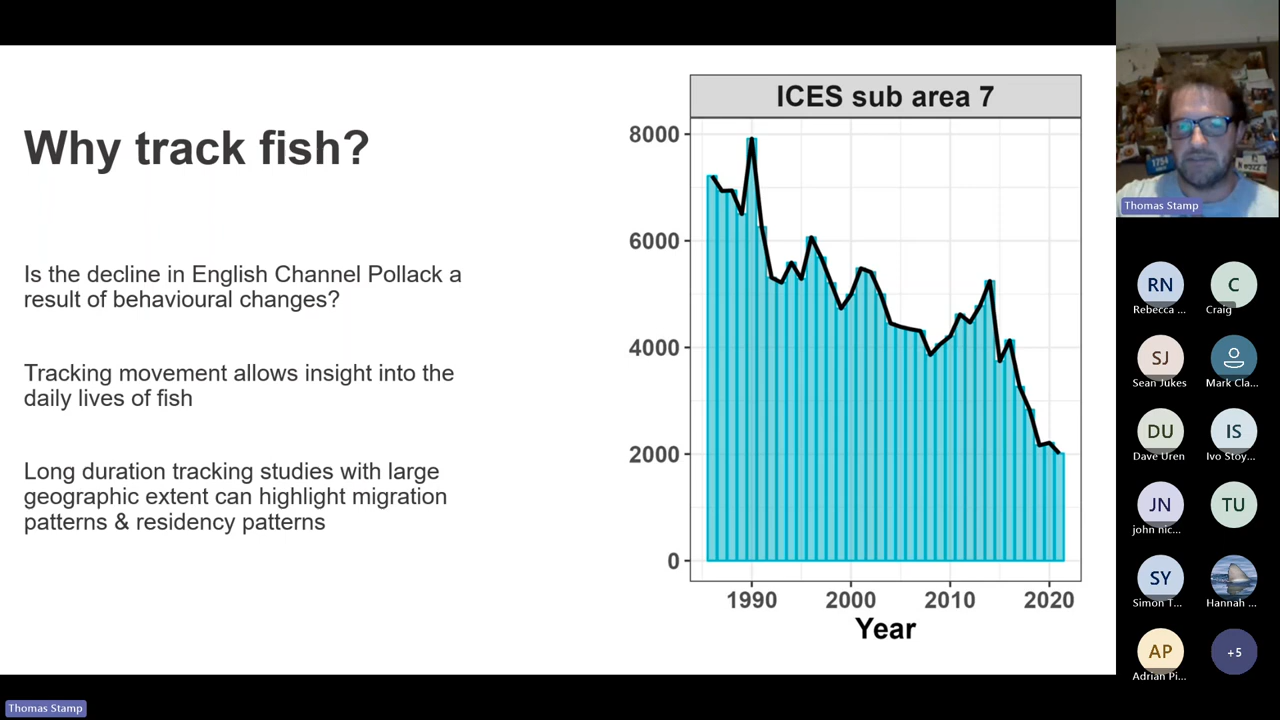 Why track fish?
Is the decline in English Channel Pollack a
result of behavioural changes?
Tracking movement allows insight into the
daily lives of fish
Long duration tracking studies with large
geographic extent can highlight migration
patterns & residency patterns
ICES sub area 7
8000
6000
4000
2000
0
1990 2000 2010 2020
Year
Thomas Stamp
RN C
Rebecca ... Craig
SJ
Sean Jukes Mark Cla...
DU IS
Dave Uren Ivo Stoy...
JN TU
john nic...
SY
Simon T... Hannah ...
AP +5
Adrian Pi...
Thomas Stamp